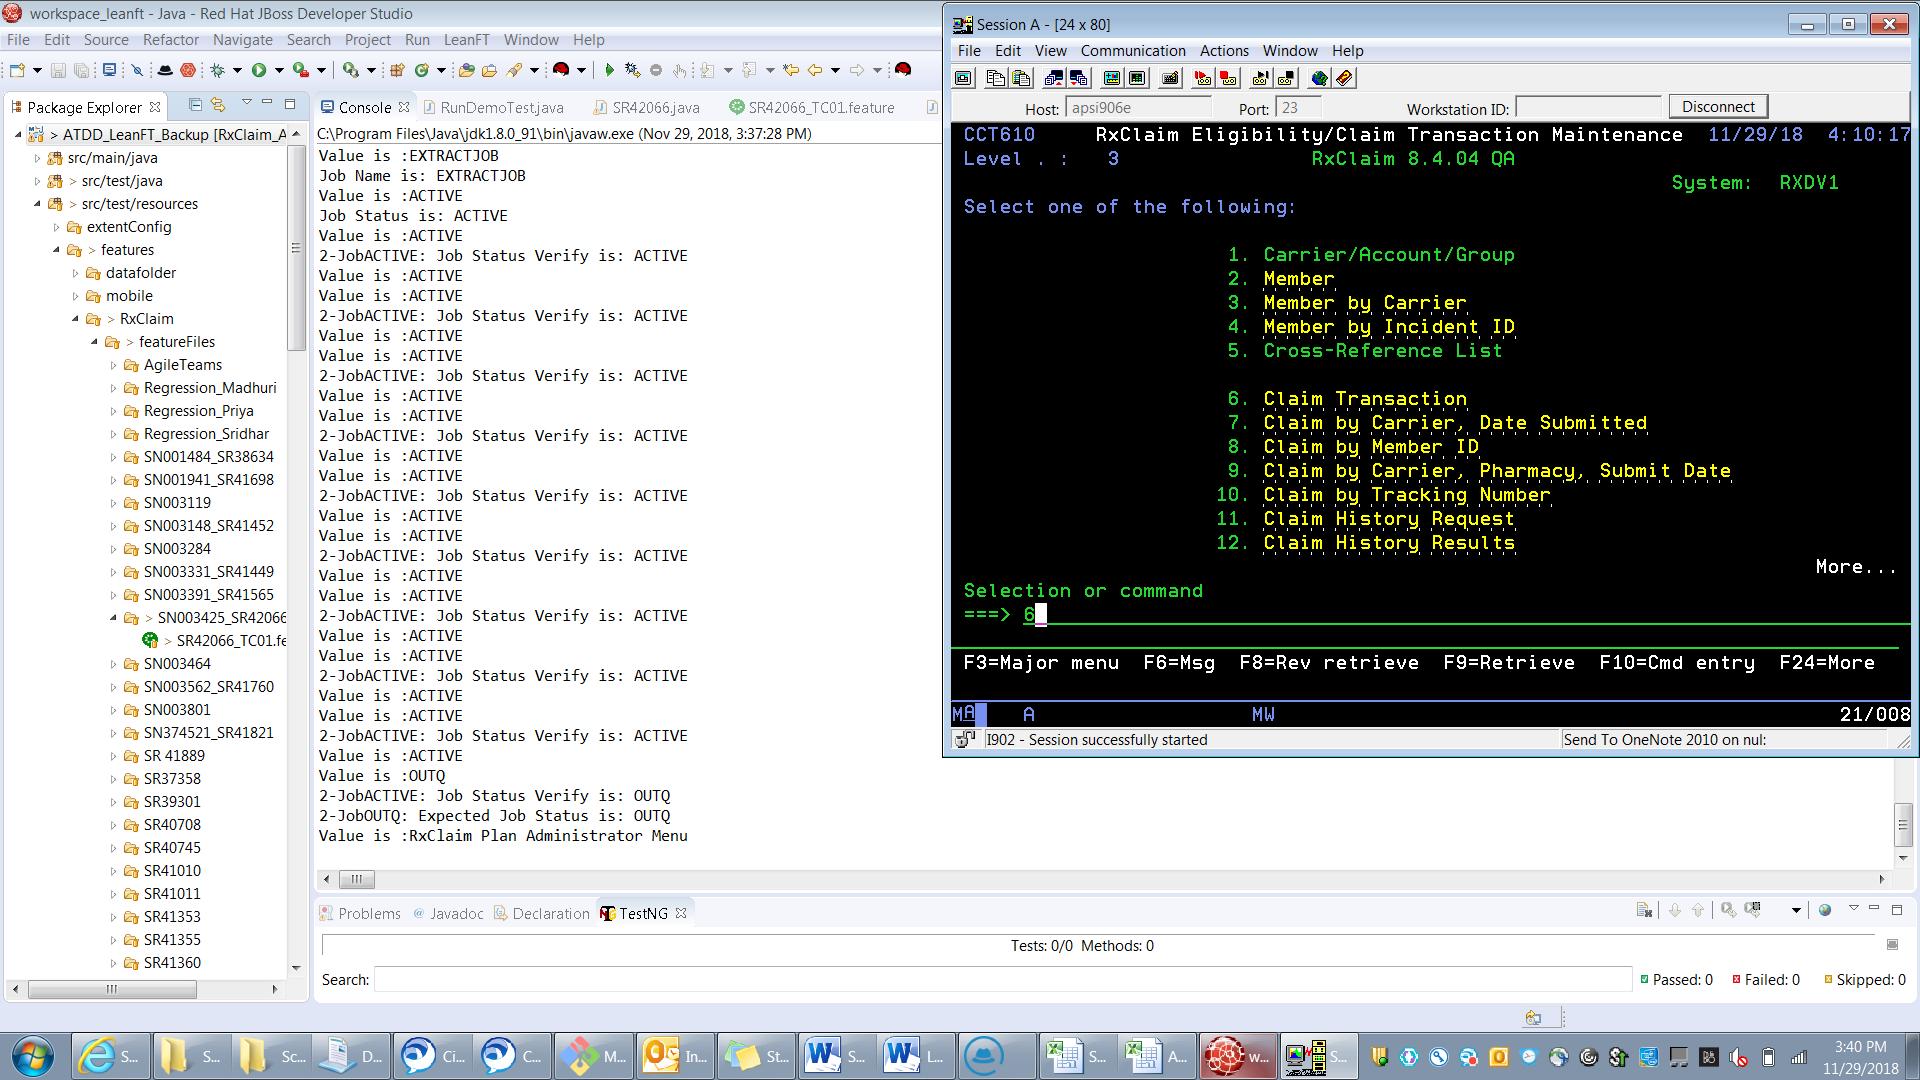 workspace_leanft - Java - Red Hat JBoss Developer Studio
File Edit Source Refactor Navigate Search Project Run LeanFT Window Help
Package Explorer
ATDD_LeanFT_Backup [RxClaim_A
src/main/java
> src/test/java
> src/test/resources
extentConfig
> features
datafolder
mobile
> RxClaim
> featureFiles
AgileTeams
Regression_Madhuri
Regression_Priya
Regression_Sridhar
SN001484_SR38634
SN001941_SR41698
SN003119
SN003148_SR41452
SN003284
SN003331_SR41449
SN003391_SR41565
> SN003425_SR42066
> SR42066_TC01.fe
SN003464
SN003562_SR41760
SN003801
SN374521_SR41821
SR 41889
SR37358
SR39301
SR40708
SR40745
SR41010
SR41011
SR41353
SR41355
SR41360
Console RunDemoTest.java SR42066.java SR42066_TC01.feature
C:\Program Files\Java\jdk1.8.0_91\bin\javaw.exe (Nov 29, 2018, 3:37:28 PM)
Value is :EXTRACTJOB
Job Name is: EXTRACTJOB
Value is :ACTIVE
Job Status is: ACTIVE
Value is :ACTIVE
2-JobACTIVE: Job Status Verify is: ACTIVE
Value is :ACTIVE
Value is :ACTIVE
2-JobACTIVE: Job Status Verify is: ACTIVE
Value is :ACTIVE
Value is :ACTIVE
2-JobACTIVE: Job Status Verify is: ACTIVE
Value is :ACTIVE
Value is :ACTIVE
2-JobACTIVE: Job Status Verify is: ACTIVE
Value is :ACTIVE
Value is :ACTIVE
2-JobACTIVE: Job Status Verify is: ACTIVE
Value is :ACTIVE
Value is :ACTIVE
2-JobACTIVE: Job Status Verify is: ACTIVE
Value is :ACTIVE
Value is :ACTIVE
2-JobACTIVE: Job Status Verify is: ACTIVE
Value is :ACTIVE
Value is :ACTIVE
2-JobACTIVE: Job Status Verify is: ACTIVE
Value is :ACTIVE
Value is :ACTIVE
2-JobACTIVE: Job Status Verify is: ACTIVE
Value is :ACTIVE
Value is :OUTQ
2-JobACTIVE: Job Status Verify is: OUTQ
2-JobOUTQ: Expected Job Status is: OUTQ
Value is :RxClaim Plan Administrator Menu
Session A - [24 x 80]
File Edit View Communication Actions Window Help
Host: apsi906e Port: 23 Workstation ID: Disconnect
CCT610 RxClaim Eligibility/Claim Transaction Maintenance 11/29/18 4:10:17
Level . : 3 RxClaim 8.4.04 QA
System: RXDV1
Select one of the following:
1. Carrier/Account/Group
2. Member
3. Member by Carrier
4. Member by Incident ID
5. Cross-Reference List
6. Claim Transaction
7. Claim by Carrier, Date Submitted
8. Claim by Member ID
9. Claim by Carrier, Pharmacy, Submit Date
10. Claim by Tracking Number
11. Claim History Request
12. Claim History Results
More...
Selection or command
===> 6
F3=Major menu F6=Msg F8=Rev retrieve F9=Retrieve F10=Cmd entry F24=More
MA A MW 21/008
I902 - Session successfully started Send To OneNote 2010 on nul:
Problems @ Javadoc Declaration TestNG
Tests: 0/0 Methods: 0
Search: Passed: 0 Failed: 0 Skipped: 0
S... S... Sc... D... Ci... C... M... In... St... S... L... S... A... w... S...
3:40 PM
11/29/2018